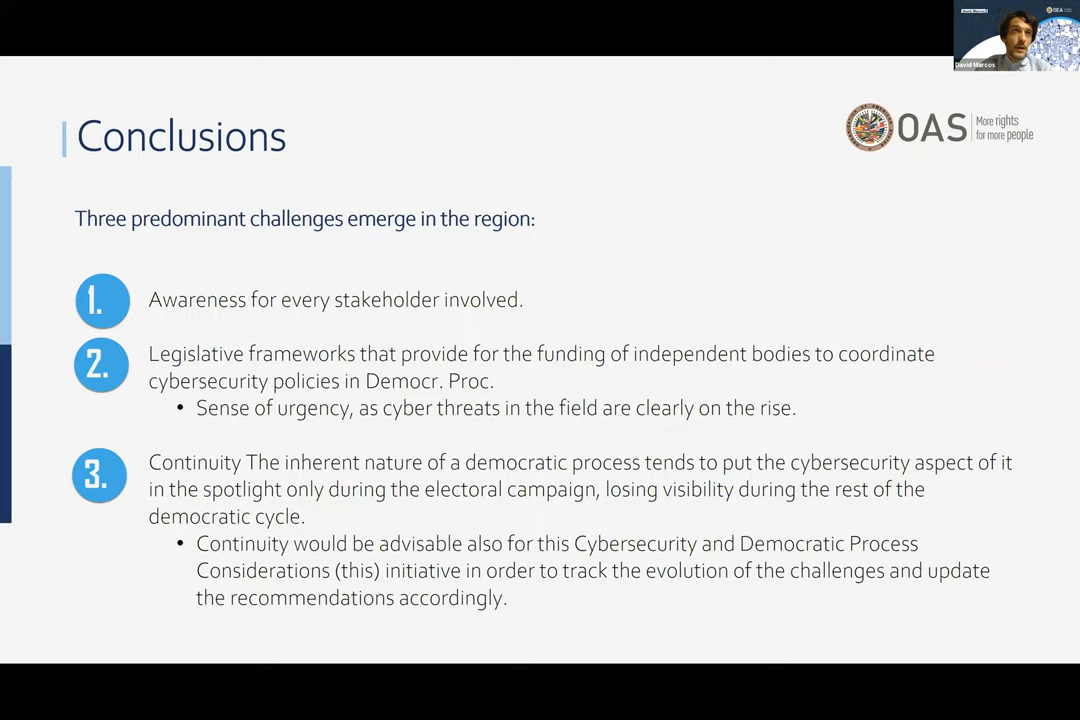 David Marcos
OEA
David Marcos
Conclusions
OAS
More rights
for more people
Three predominant challenges emerge in the region:
1.
Awareness for every stakeholder involved.
2.
Legislative frameworks that provide for the funding of independent bodies to coordinate
cybersecurity policies in Democr. Proc.
• Sense of urgency, as cyber threats in the field are clearly on the rise.
3.
Continuity The inherent nature of a democratic process tends to put the cybersecurity aspect of it
in the spotlight only during the electoral campaign, losing visibility during the rest of the
democratic cycle.
• Continuity would be advisable also for this Cybersecurity and Democratic Process
Considerations (this) initiative in order to track the evolution of the challenges and update
the recommendations accordingly.